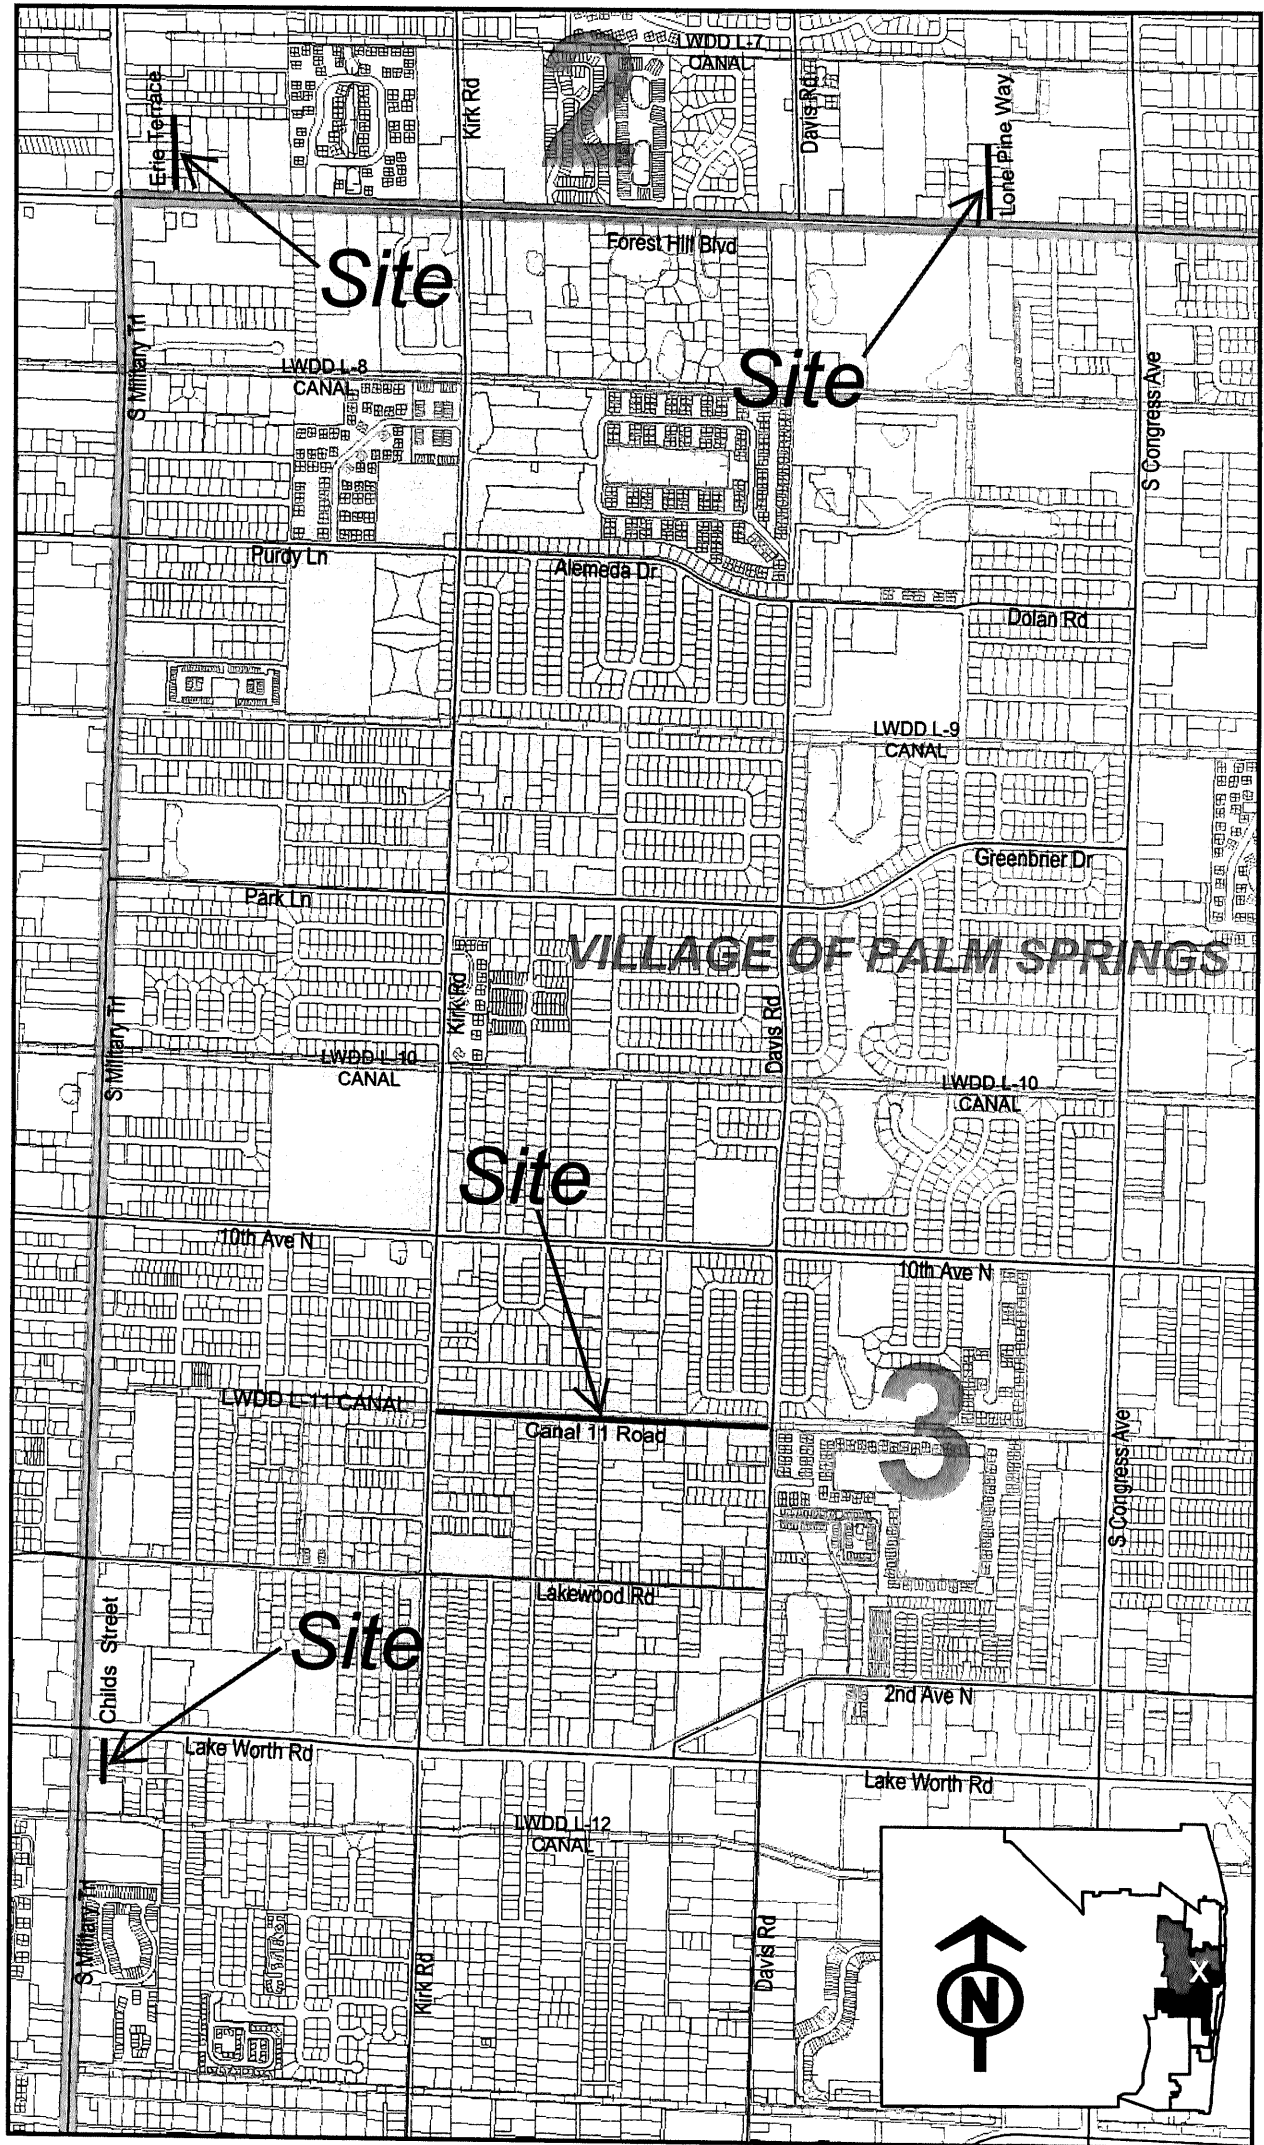 LWDD L-7
CANAL
2
Erie Terrace
Kirk Rd
Davis Rd
Lone Pine Way
Forest Hill Blvd
Site
S Military Trl
LWDD L-8
CANAL
Site
S Congress Ave
Purdy Ln
Alemeda Dr
Dolan Rd
LWDD L-9
CANAL
Greenbrier Dr
Park Ln
VILLAGE OF PALM SPRINGS
Kirk Rd
Davis Rd
S Military Trl
LWDD L-10
CANAL
LWDD L-10
CANAL
Site
10th Ave N
10th Ave N
3
LWDD L-11 CANAL
Canal 11 Road
S Congress Ave
Lakewood Rd
Childs Street
Site
2nd Ave N
Lake Worth Rd
Lake Worth Rd
LWDD L-12
CANAL
S Military Trl
Kirk Rd
Davis Rd
N
X